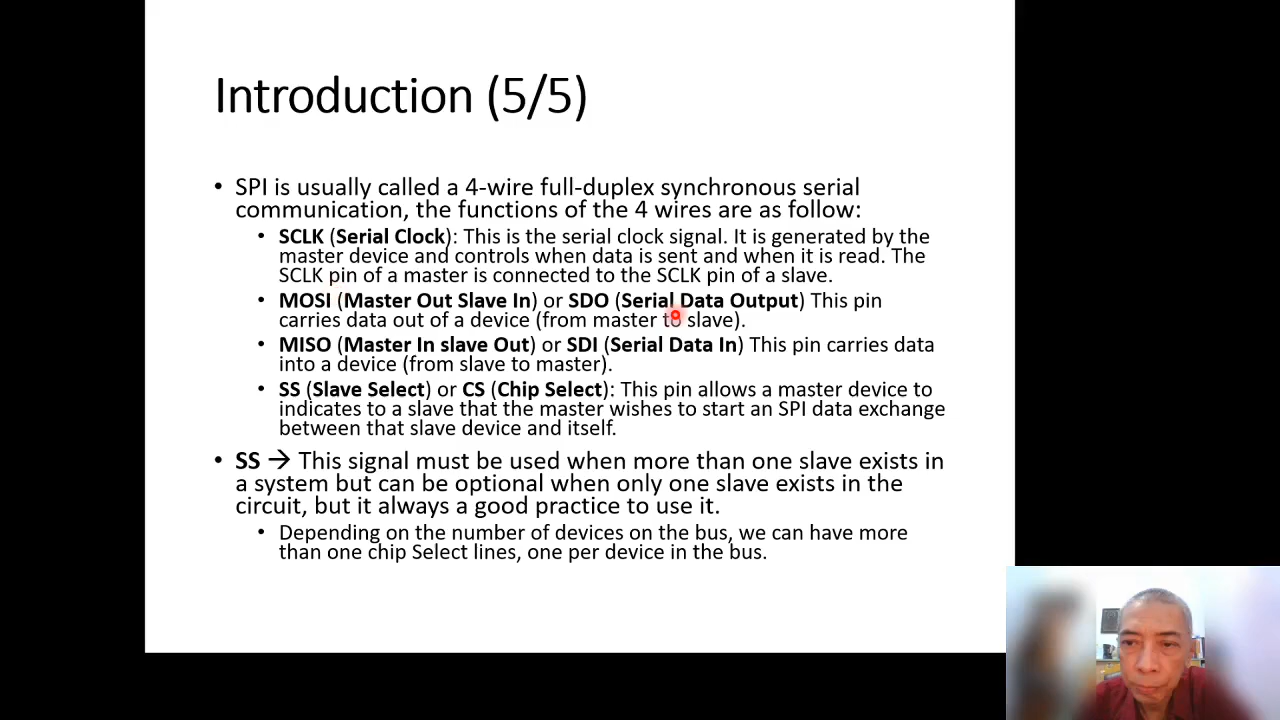 Introduction (5/5)
• SPI is usually called a 4-wire full-duplex synchronous serial
communication, the functions of the 4 wires are as follow:
• SCLK (Serial Clock): This is the serial clock signal. It is generated by the
master device and controls when data is sent and when it is read. The
SCLK pin of a master is connected to the SCLK pin of a slave.
• MOSI (Master Out Slave In) or SDO (Serial Data Output) This pin
carries data out of a device (from master to slave).
• MISO (Master In slave Out) or SDI (Serial Data In) This pin carries data
into a device (from slave to master).
• SS (Slave Select) or CS (Chip Select): This pin allows a master device to
indicates to a slave that the master wishes to start an SPI data exchange
between that slave device and itself.
• SS → This signal must be used when more than one slave exists in
a system but can be optional when only one slave exists in the
circuit, but it always a good practice to use it.
• Depending on the number of devices on the bus, we can have more
than one chip Select lines, one per device in the bus.